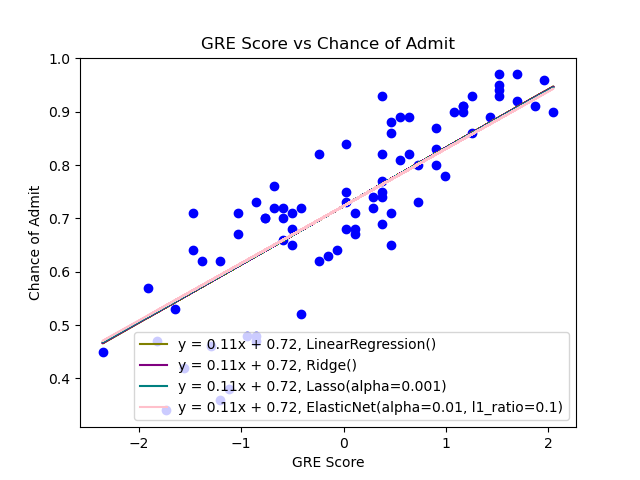 GRE Score vs Chance of Admit
Chance of Admit
1.0
0.9
0.8
0.7
0.6
0.5
0.4
y = 0.11x + 0.72, LinearRegression()
y = 0.11x + 0.72, Ridge()
y = 0.11x + 0.72, Lasso(alpha=0.001)
y = 0.11x + 0.72, ElasticNet(alpha=0.01, l1_ratio=0.1)
−2 −1 0 1 2
GRE Score